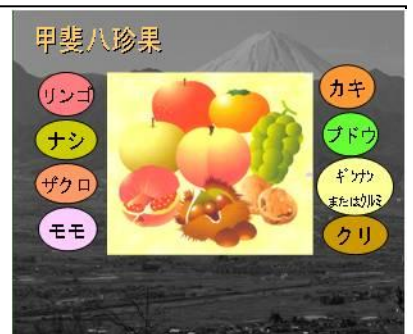 甲斐八珍果
リンゴ
ナシ
ザクロ
モモ
カキ
ブドウ
ギンナン
またはクルミ
クリ